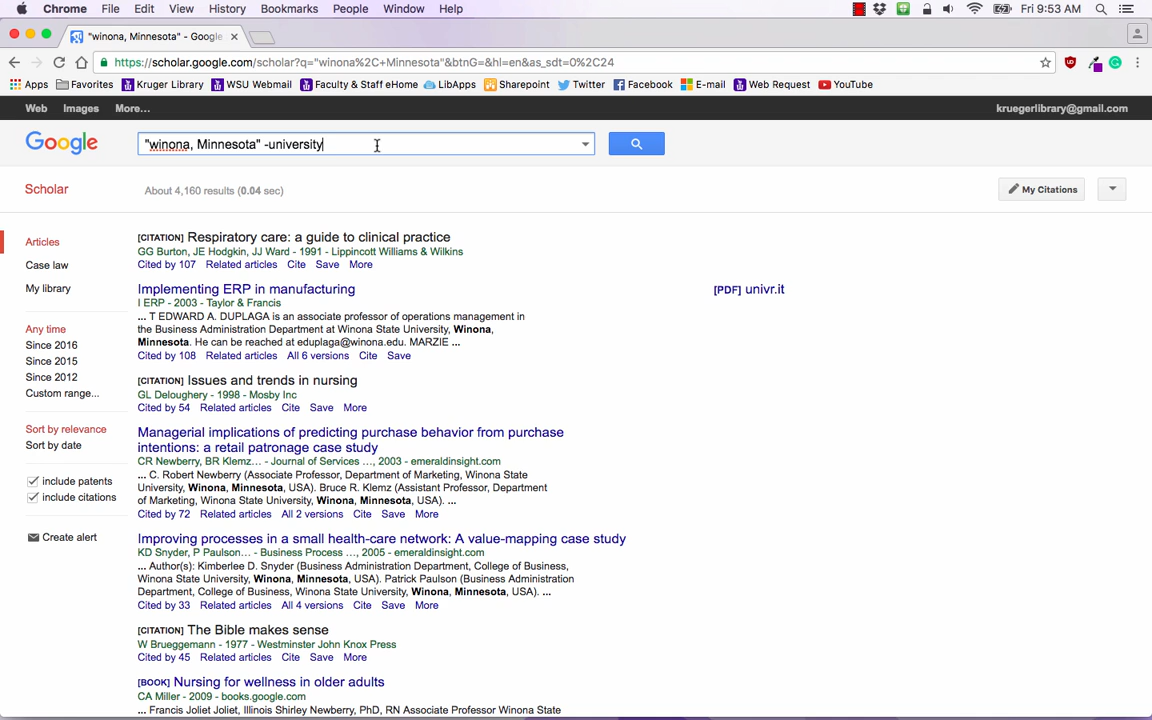 Chrome File Edit View History Bookmarks People Window Help Fri 9:53 AM
"winona, Minnesota" - Google
https://scholar.google.com/scholar?q="winona%2C+Minnesota"&btnG=&hl=en&as_sdt=0%2C24
Apps Favorites Kruger Library WSU Webmail Faculty & Staff eHome LibApps Sharepoint Twitter Facebook E-mail Web Request YouTube
Web Images More... kruegerlibrary@gmail.com
Google "winona, Minnesota" -university
Scholar About 4,160 results (0.04 sec) My Citations
Articles
Case law
My library
Any time
Since 2016
Since 2015
Since 2012
Custom range...
Sort by relevance
Sort by date
include patents
include citations
Create alert
[CITATION] Respiratory care: a guide to clinical practice
GG Burton, JE Hodgkin, JJ Ward - 1991 - Lippincott Williams & Wilkins
Cited by 107 Related articles Cite Save More
Implementing ERP in manufacturing [PDF] univr.it
I ERP - 2003 - Taylor & Francis
... T EDWARD A. DUPLAGA is an associate professor of operations management in
the Business Administration Department at Winona State University, Winona,
Minnesota. He can be reached at eduplaga@winona.edu. MARZIE ...
Cited by 108 Related articles All 6 versions Cite Save
[CITATION] Issues and trends in nursing
GL Deloughery - 1998 - Mosby Inc
Cited by 54 Related articles Cite Save More
Managerial implications of predicting purchase behavior from purchase
intentions: a retail patronage case study
CR Newberry, BR Klemz... - Journal of Services ..., 2003 - emeraldinsight.com
... C. Robert Newberry (Associate Professor, Department of Marketing, Winona State
University, Winona, Minnesota, USA). Bruce R. Klemz (Assistant Professor, Department
of Marketing, Winona State University, Winona, Minnesota, USA). ...
Cited by 72 Related articles All 2 versions Cite Save More
Improving processes in a small health-care network: A value-mapping case study
KD Snyder, P Paulson... - Business Process ..., 2005 - emeraldinsight.com
... Author(s): Kimberlee D. Snyder (Business Administration Department, College of Business,
Winona State University, Winona, Minnesota, USA). Patrick Paulson (Business Administration
Department, College of Business, Winona State University, Winona, Minnesota, USA). ...
Cited by 33 Related articles All 4 versions Cite Save More
[CITATION] The Bible makes sense
W Brueggemann - 1977 - Westminster John Knox Press
Cited by 45 Related articles Cite Save More
[BOOK] Nursing for wellness in older adults
CA Miller - 2009 - books.google.com
... Francis Joliet Joliet, Illinois Shirley Newberry, PhD, RN Associate Professor Winona State